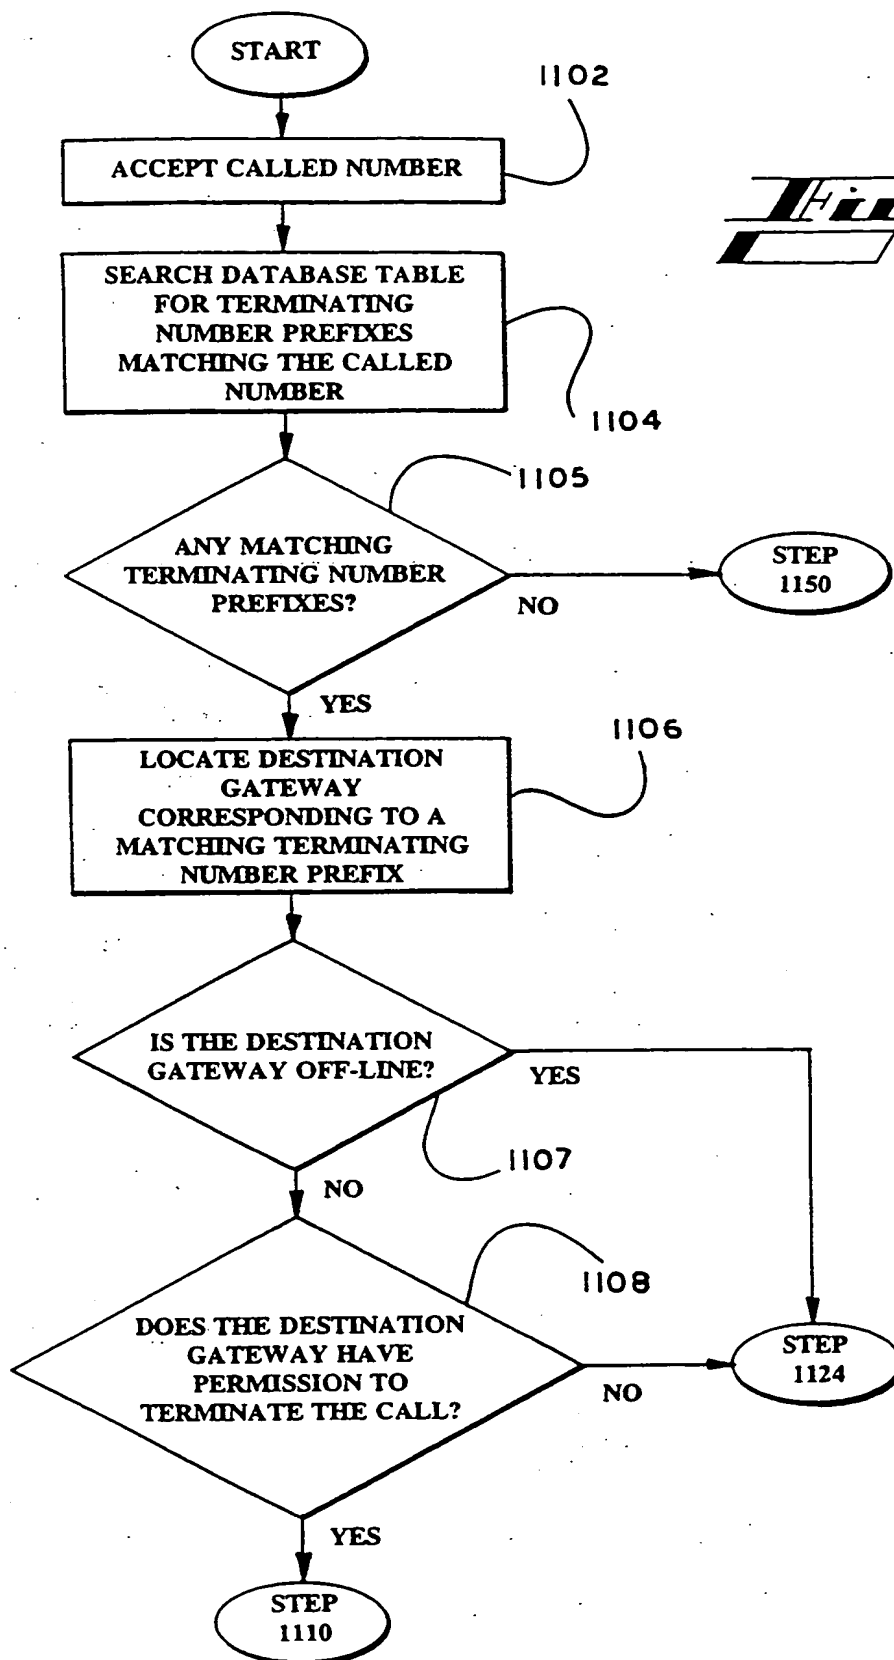 START
1102
ACCEPT CALLED NUMBER
SEARCH DATABASE TABLE
FOR TERMINATING
NUMBER PREFIXES
MATCHING THE CALLED
NUMBER
1104
1105
ANY MATCHING
TERMINATING NUMBER
PREFIXES?
NO
STEP
1150
YES
1106
LOCATE DESTINATION
GATEWAY
CORRESPONDING TO A
MATCHING TERMINATING
NUMBER PREFIX
IS THE DESTINATION
GATEWAY OFF-LINE?
YES
1107
NO
1108
DOES THE DESTINATION
GATEWAY HAVE
PERMISSION TO
TERMINATE THE CALL?
NO
STEP
1124
YES
STEP
1110